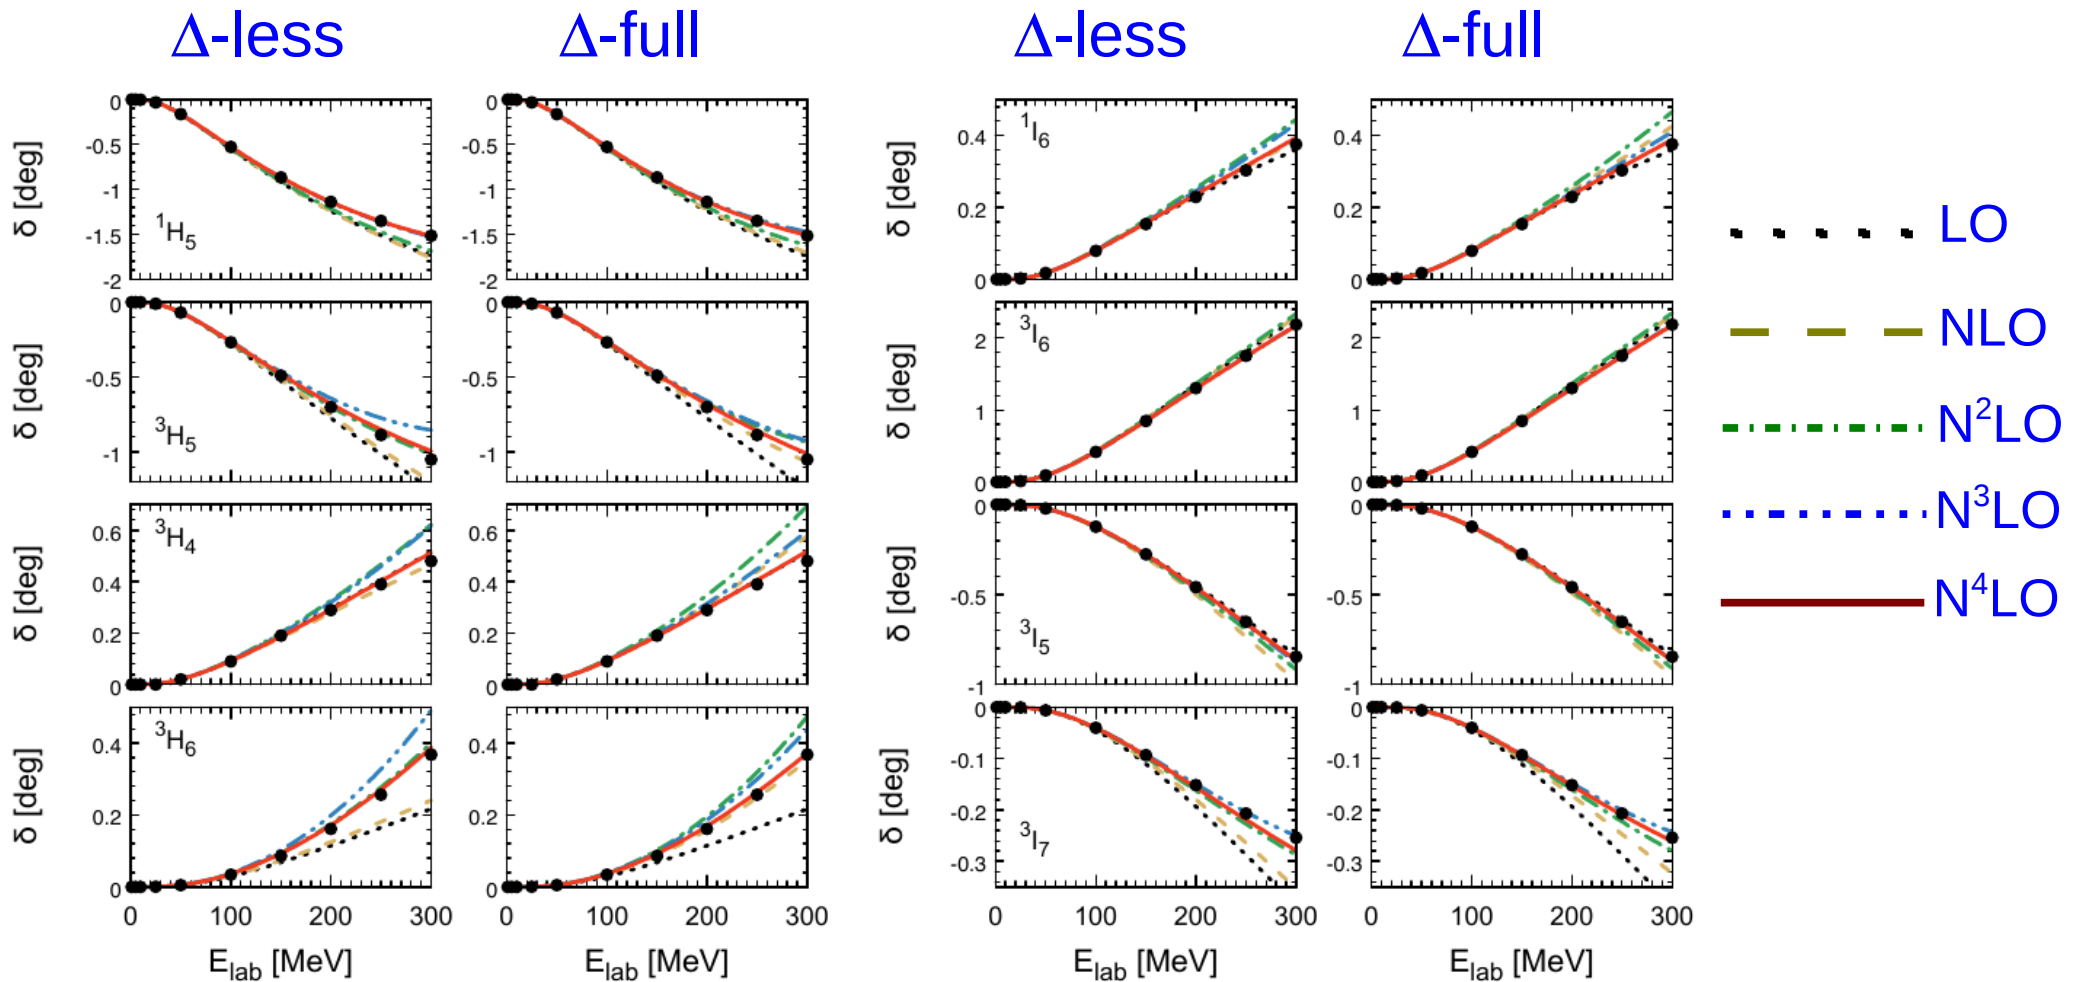 Δ-less Δ-full Δ-less Δ-full
δ [deg] 0 -0.5 -1 -1.5 -2 ¹H₅
0 -0.5 -1 -1.5 -2
δ [deg] 0 0.2 0.4 ¹I₆
0 0.2 0.4
LO
NLO
N²LO
N³LO
N⁴LO
δ [deg] 0 -0.5 -1 ³H₅
0 -0.5 -1
δ [deg] 2 1 0 ³I₆
2 1 0
δ [deg] 0.6 0.4 0.2 0 ³H₄
0.6 0.4 0.2 0
δ [deg] 0 -0.5 -1 ³I₅
0 -0.5 -1
δ [deg] 0.4 0.2 0 ³H₆
0.4 0.2 0
δ [deg] 0 -0.1 -0.2 -0.3 ³I₇
0 -0.1 -0.2 -0.3
0 100 200 300 0 100 200 300 0 100 200 300 0 100 200 300
E_lab [MeV] E_lab [MeV] E_lab [MeV] E_lab [MeV]